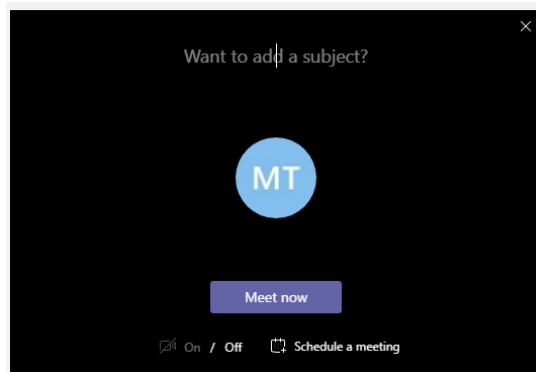 Want to add a subject?
MT
Meet now
On / Off Schedule a meeting